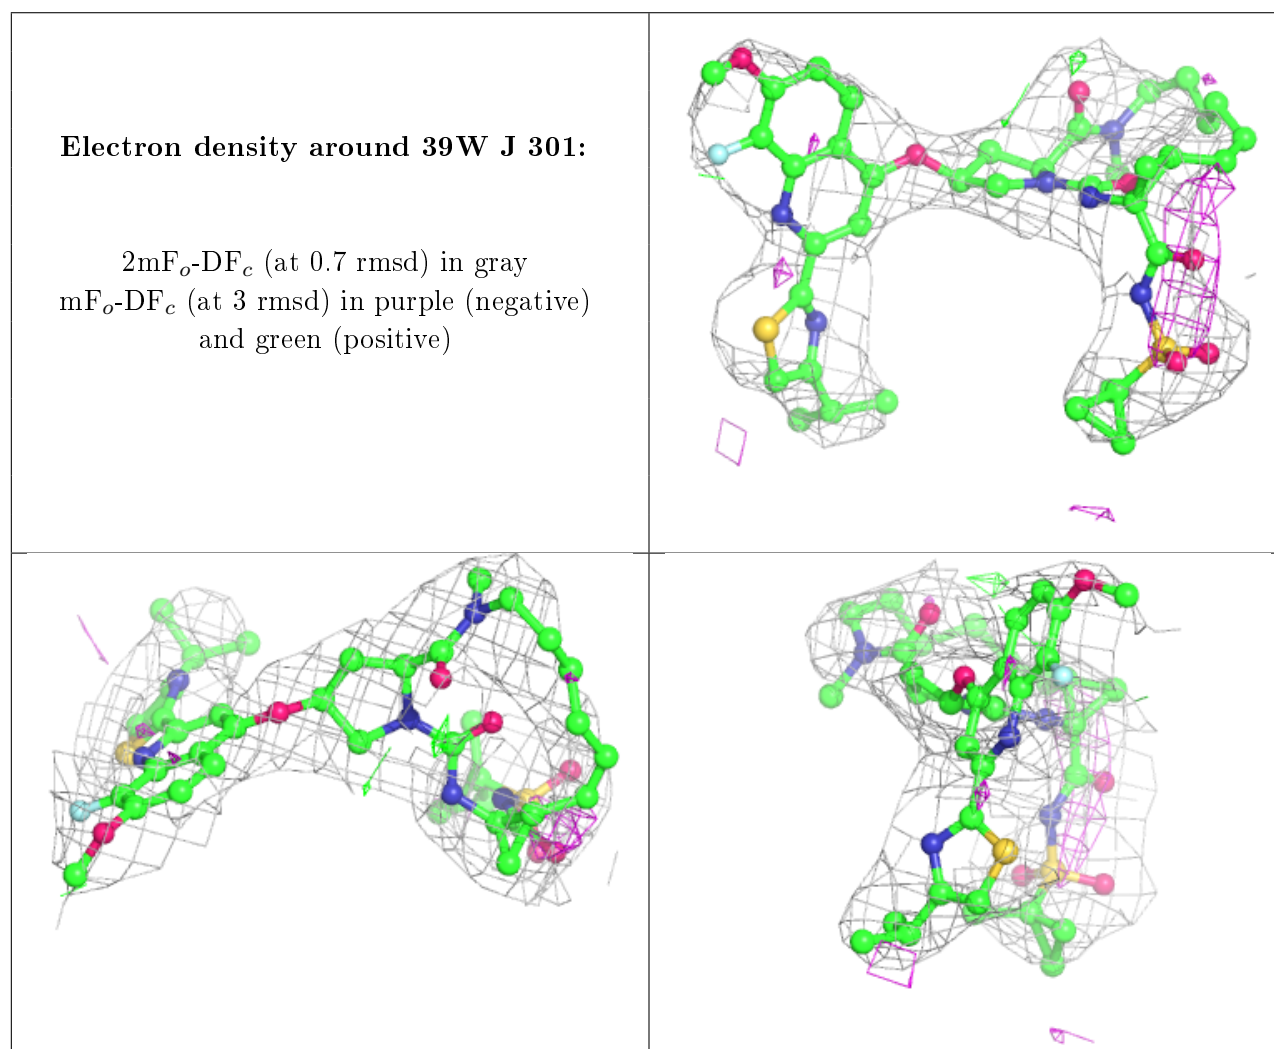 Electron density around 39W J 301:
2mFo-DFc (at 0.7 rmsd) in gray
mFo-DFc (at 3 rmsd) in purple (negative)
and green (positive)